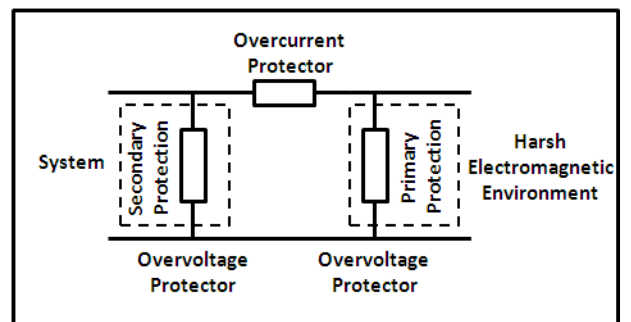 Overcurrent
Protector
System
Secondary
Protection
Primary
Protection
Harsh
Electromagnetic
Environment
Overvoltage
Protector
Overvoltage
Protector